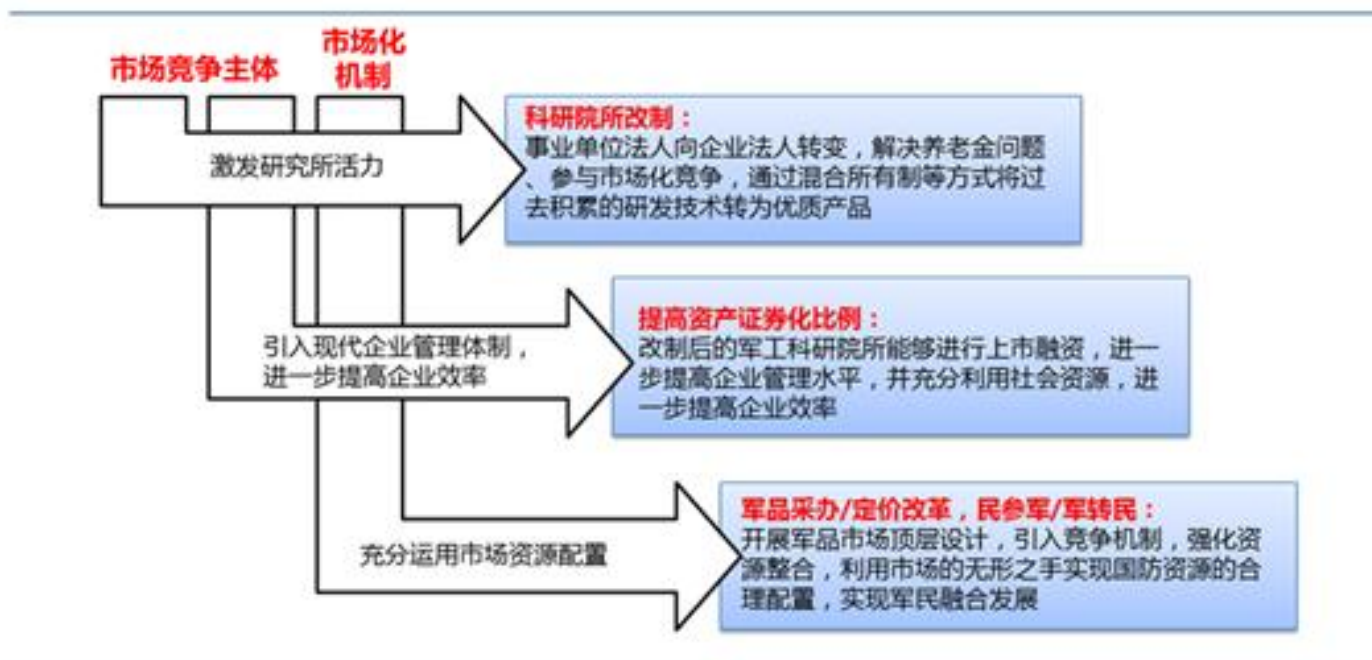 市场竞争主体
市场化
机制
激发研究所活力
科研院所改制：
事业单位法人向企业法人转变，解决养老金问题
、参与市场化竞争，通过混合所有制等方式将过
去积累的研发技术转为优质产品
引入现代企业管理体制，
进一步提高企业效率
提高资产证券化比例：
改制后的军工科研院所能够进行上市融资，进一
步提高企业管理水平，并充分利用社会资源，进
一步提高企业效率
充分运用市场资源配置
军品采办/定价改革，民参军/军转民：
开展军品市场顶层设计，引入竞争机制，强化资
源整合，利用市场的无形之手实现国防资源的合
理配置，实现军民融合发展